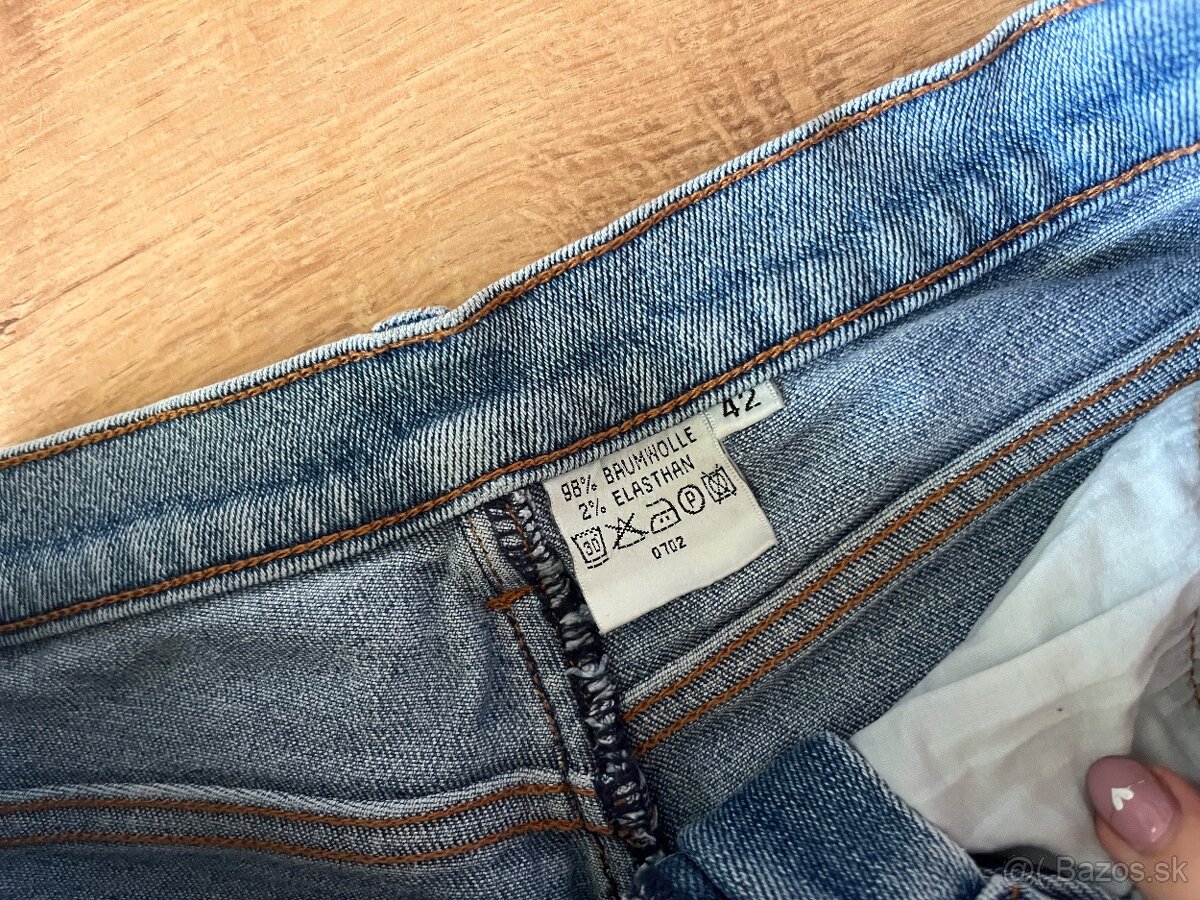 42
98% BAUMWOLLE
2% ELASTHAN
30 P
0702
@( Bazos.sk